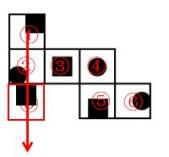 ①
② ③ ④
⑤ ⑥